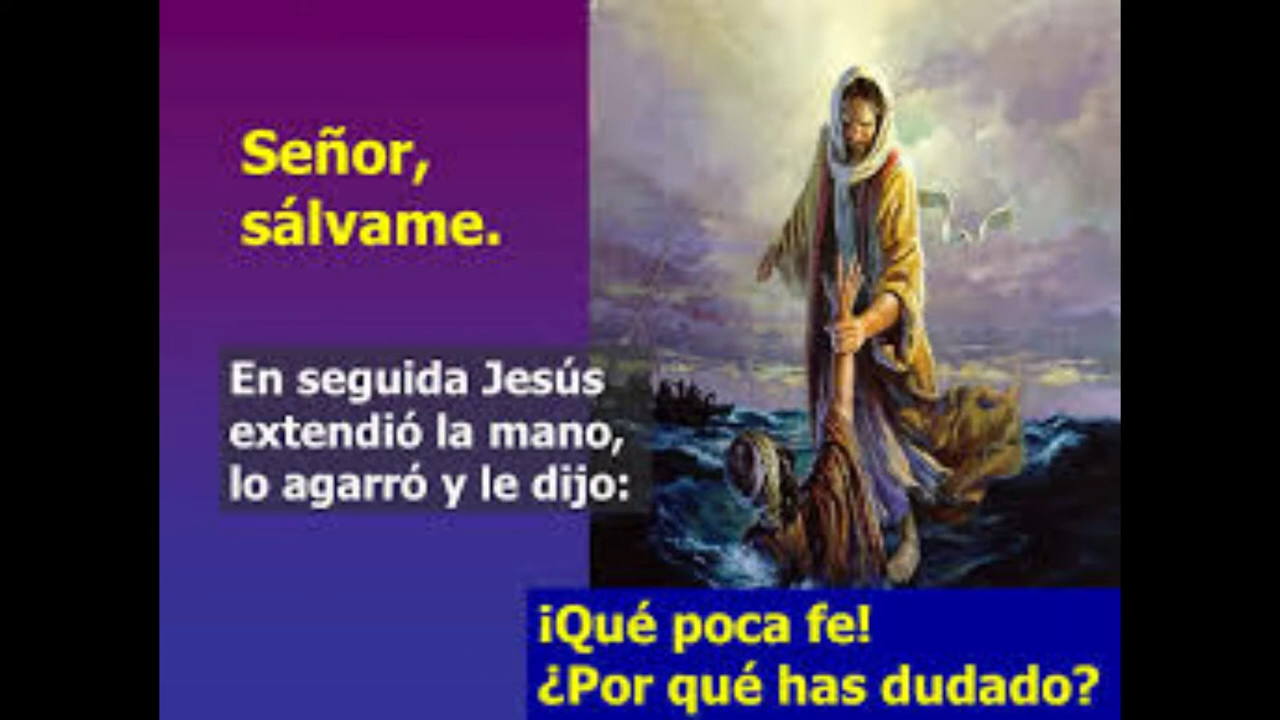 Señor,
sálvame.
En seguida Jesús
extendió la mano,
lo agarró y le dijo:
¡Qué poca fe!
¿Por qué has dudado?